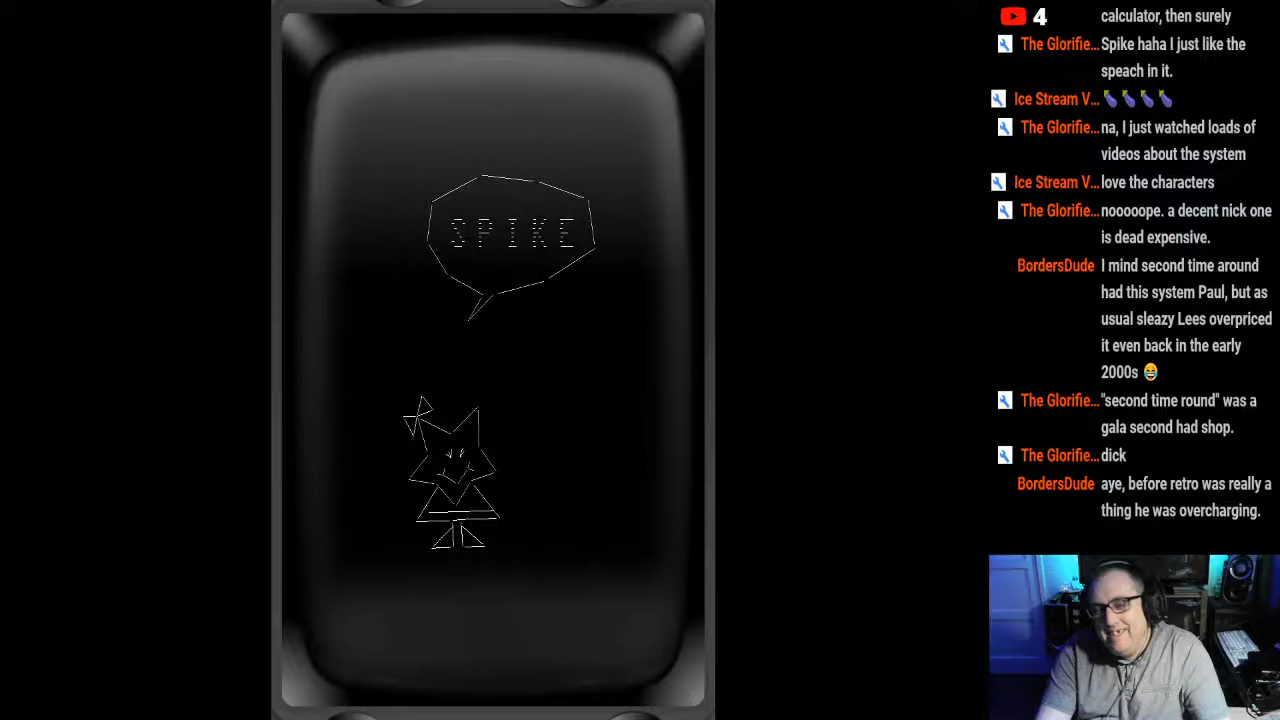 SPIKE
4
calculator, then surely
The Glorifie... Spike haha I just like the
speach in it.
Ice Stream V... 🍆🍆🍆🍆
The Glorifie... na, I just watched loads of
videos about the system
Ice Stream V... love the characters
The Glorifie... nooooope. a decent nick one
is dead expensive.
BordersDude I mind second time around
had this system Paul, but as
usual sleazy Lees overpriced
it even back in the early
2000s 😂
The Glorifie... "second time round" was a
gala second had shop.
The Glorifie... dick
BordersDude aye, before retro was really a
thing he was overcharging.